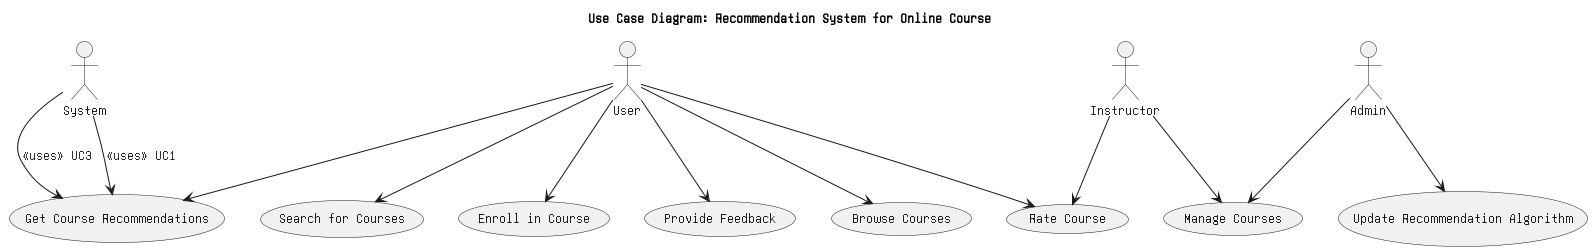 Use Case Diagram: Recommendation System for Online Course
System
User
Instructor
Admin
«uses» UC3
«uses» UC1
Get Course Recommendations
Search for Courses
Enroll in Course
Provide Feedback
Browse Courses
Rate Course
Manage Courses
Update Recommendation Algorithm